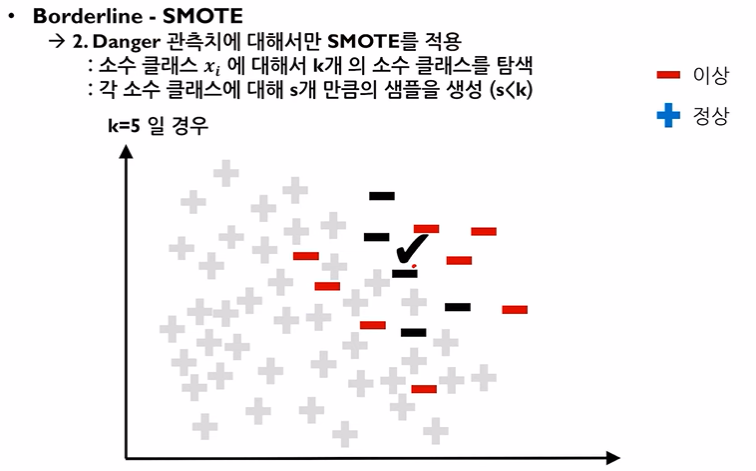 • Borderline - SMOTE
→ 2. Danger 관측치에 대해서만 SMOTE를 적용
: 소수 클래스 𝑥𝑖 에 대해서 k개 의 소수 클래스를 탐색
: 각 소수 클래스에 대해 s개 만큼의 샘플을 생성 (s<k)
이상
정상
k=5 일 경우